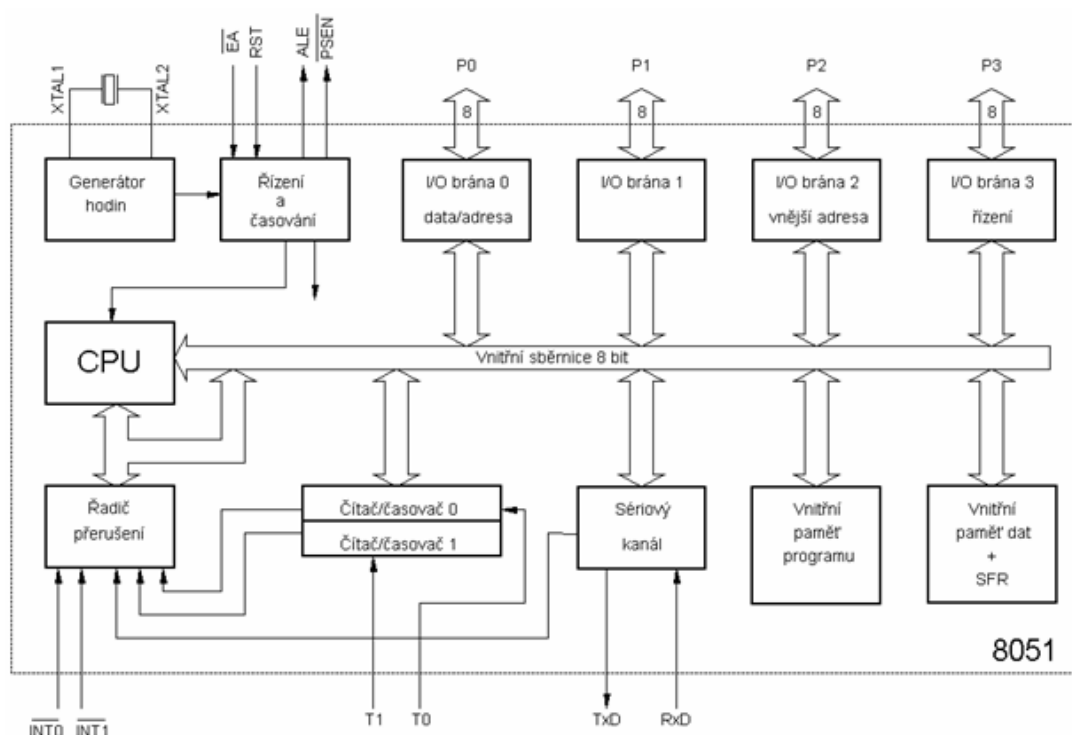 XTAL1
XTAL2
EA
RST
ALE
PSEN
P0
P1
P2
P3
8
8
8
8
Generátor
hodin
Řízení
a
časování
I/O brána 0
data/adresa
I/O brána 1
I/O brána 2
vnější adresa
I/O brána 3
řízení
CPU
Vnitřní sběrnice 8 bit
Řadič
přerušení
Čítač/časovač 0
Čítač/časovač 1
Sériový
kanál
Vnitřní
paměť
programu
Vnitřní
paměť dat
+
SFR
8051
INT0
INT1
T1
T0
TxD
RxD